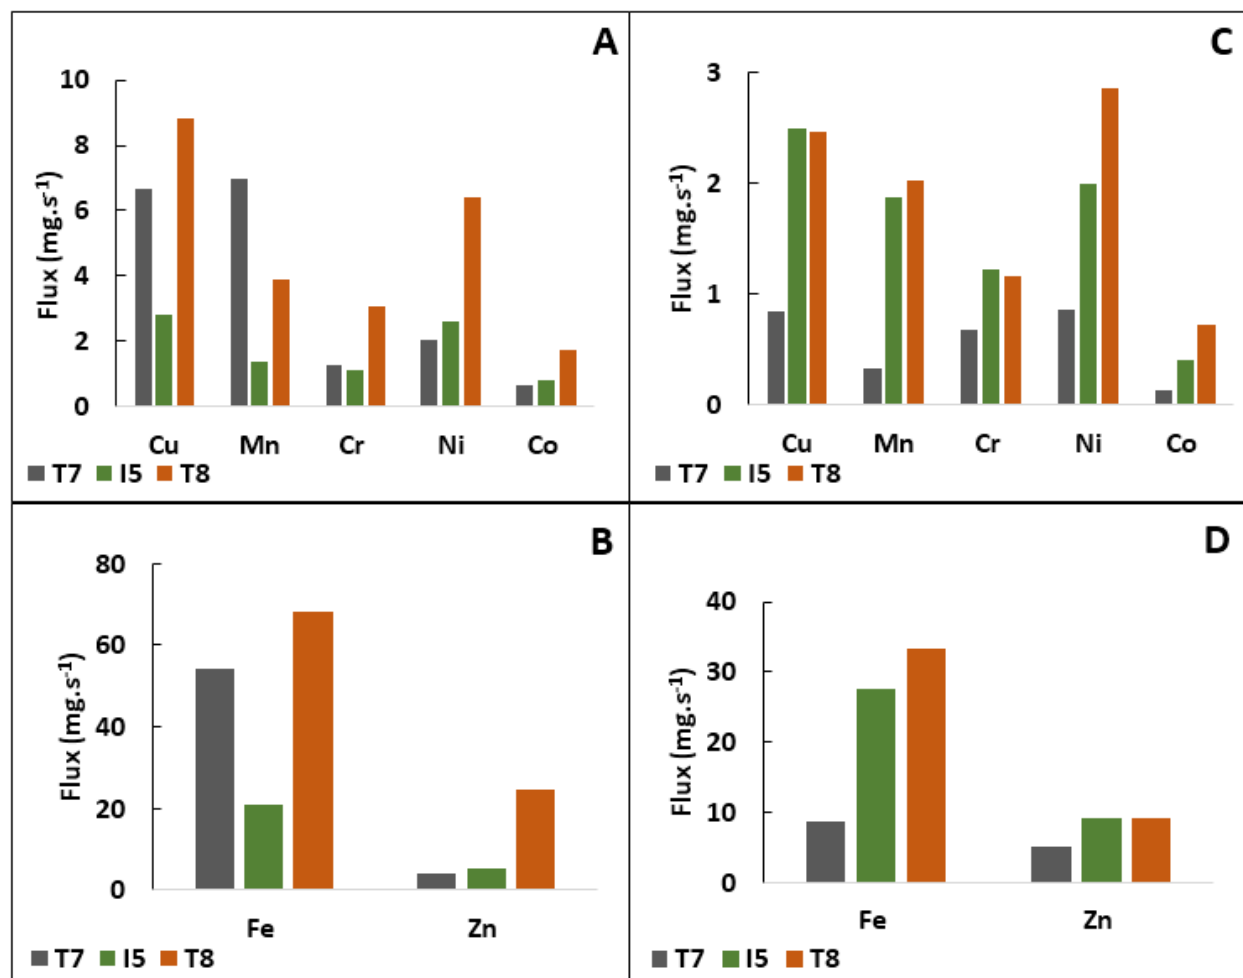 A
10
8
6
4
2
0
Flux (mg.s⁻¹)
Cu Mn Cr Ni Co
T7 I5 T8
C
3
2
1
0
Flux (mg.s⁻¹)
Cu Mn Cr Ni Co
T7 I5 T8
B
80
60
40
20
0
Flux (mg.s⁻¹)
Fe Zn
T7 I5 T8
D
40
30
20
10
0
Flux (mg.s⁻¹)
Fe Zn
T7 I5 T8